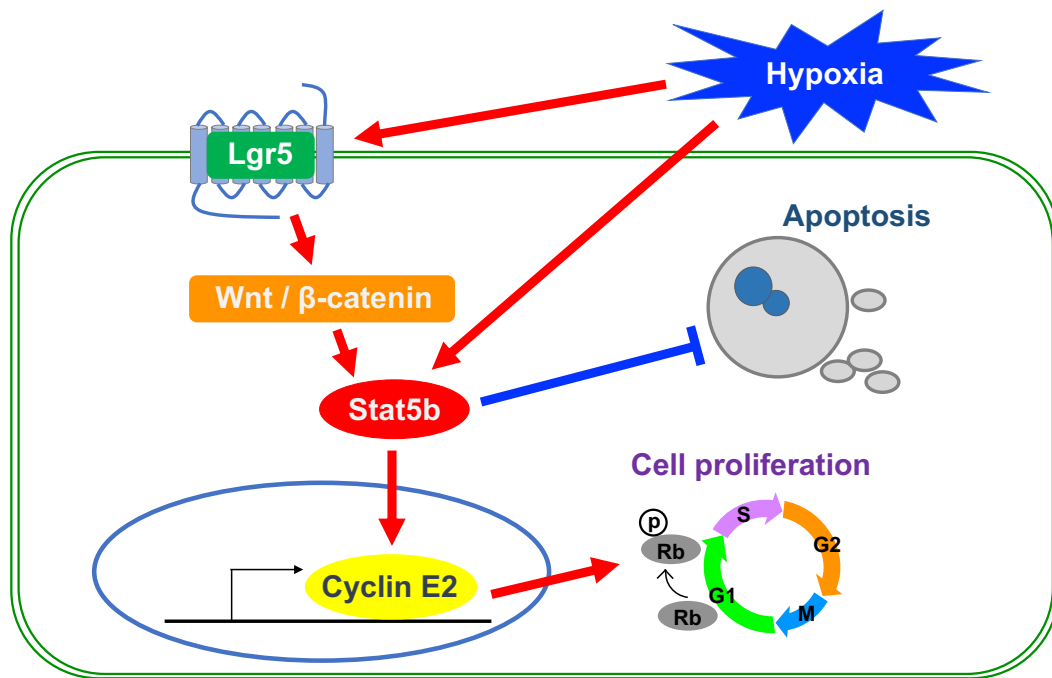 Hypoxia
Lgr5
Apoptosis
Wnt / β-catenin
Stat5b
Cell proliferation
S
p
Rb
G2
Cyclin E2
G1
Rb
M